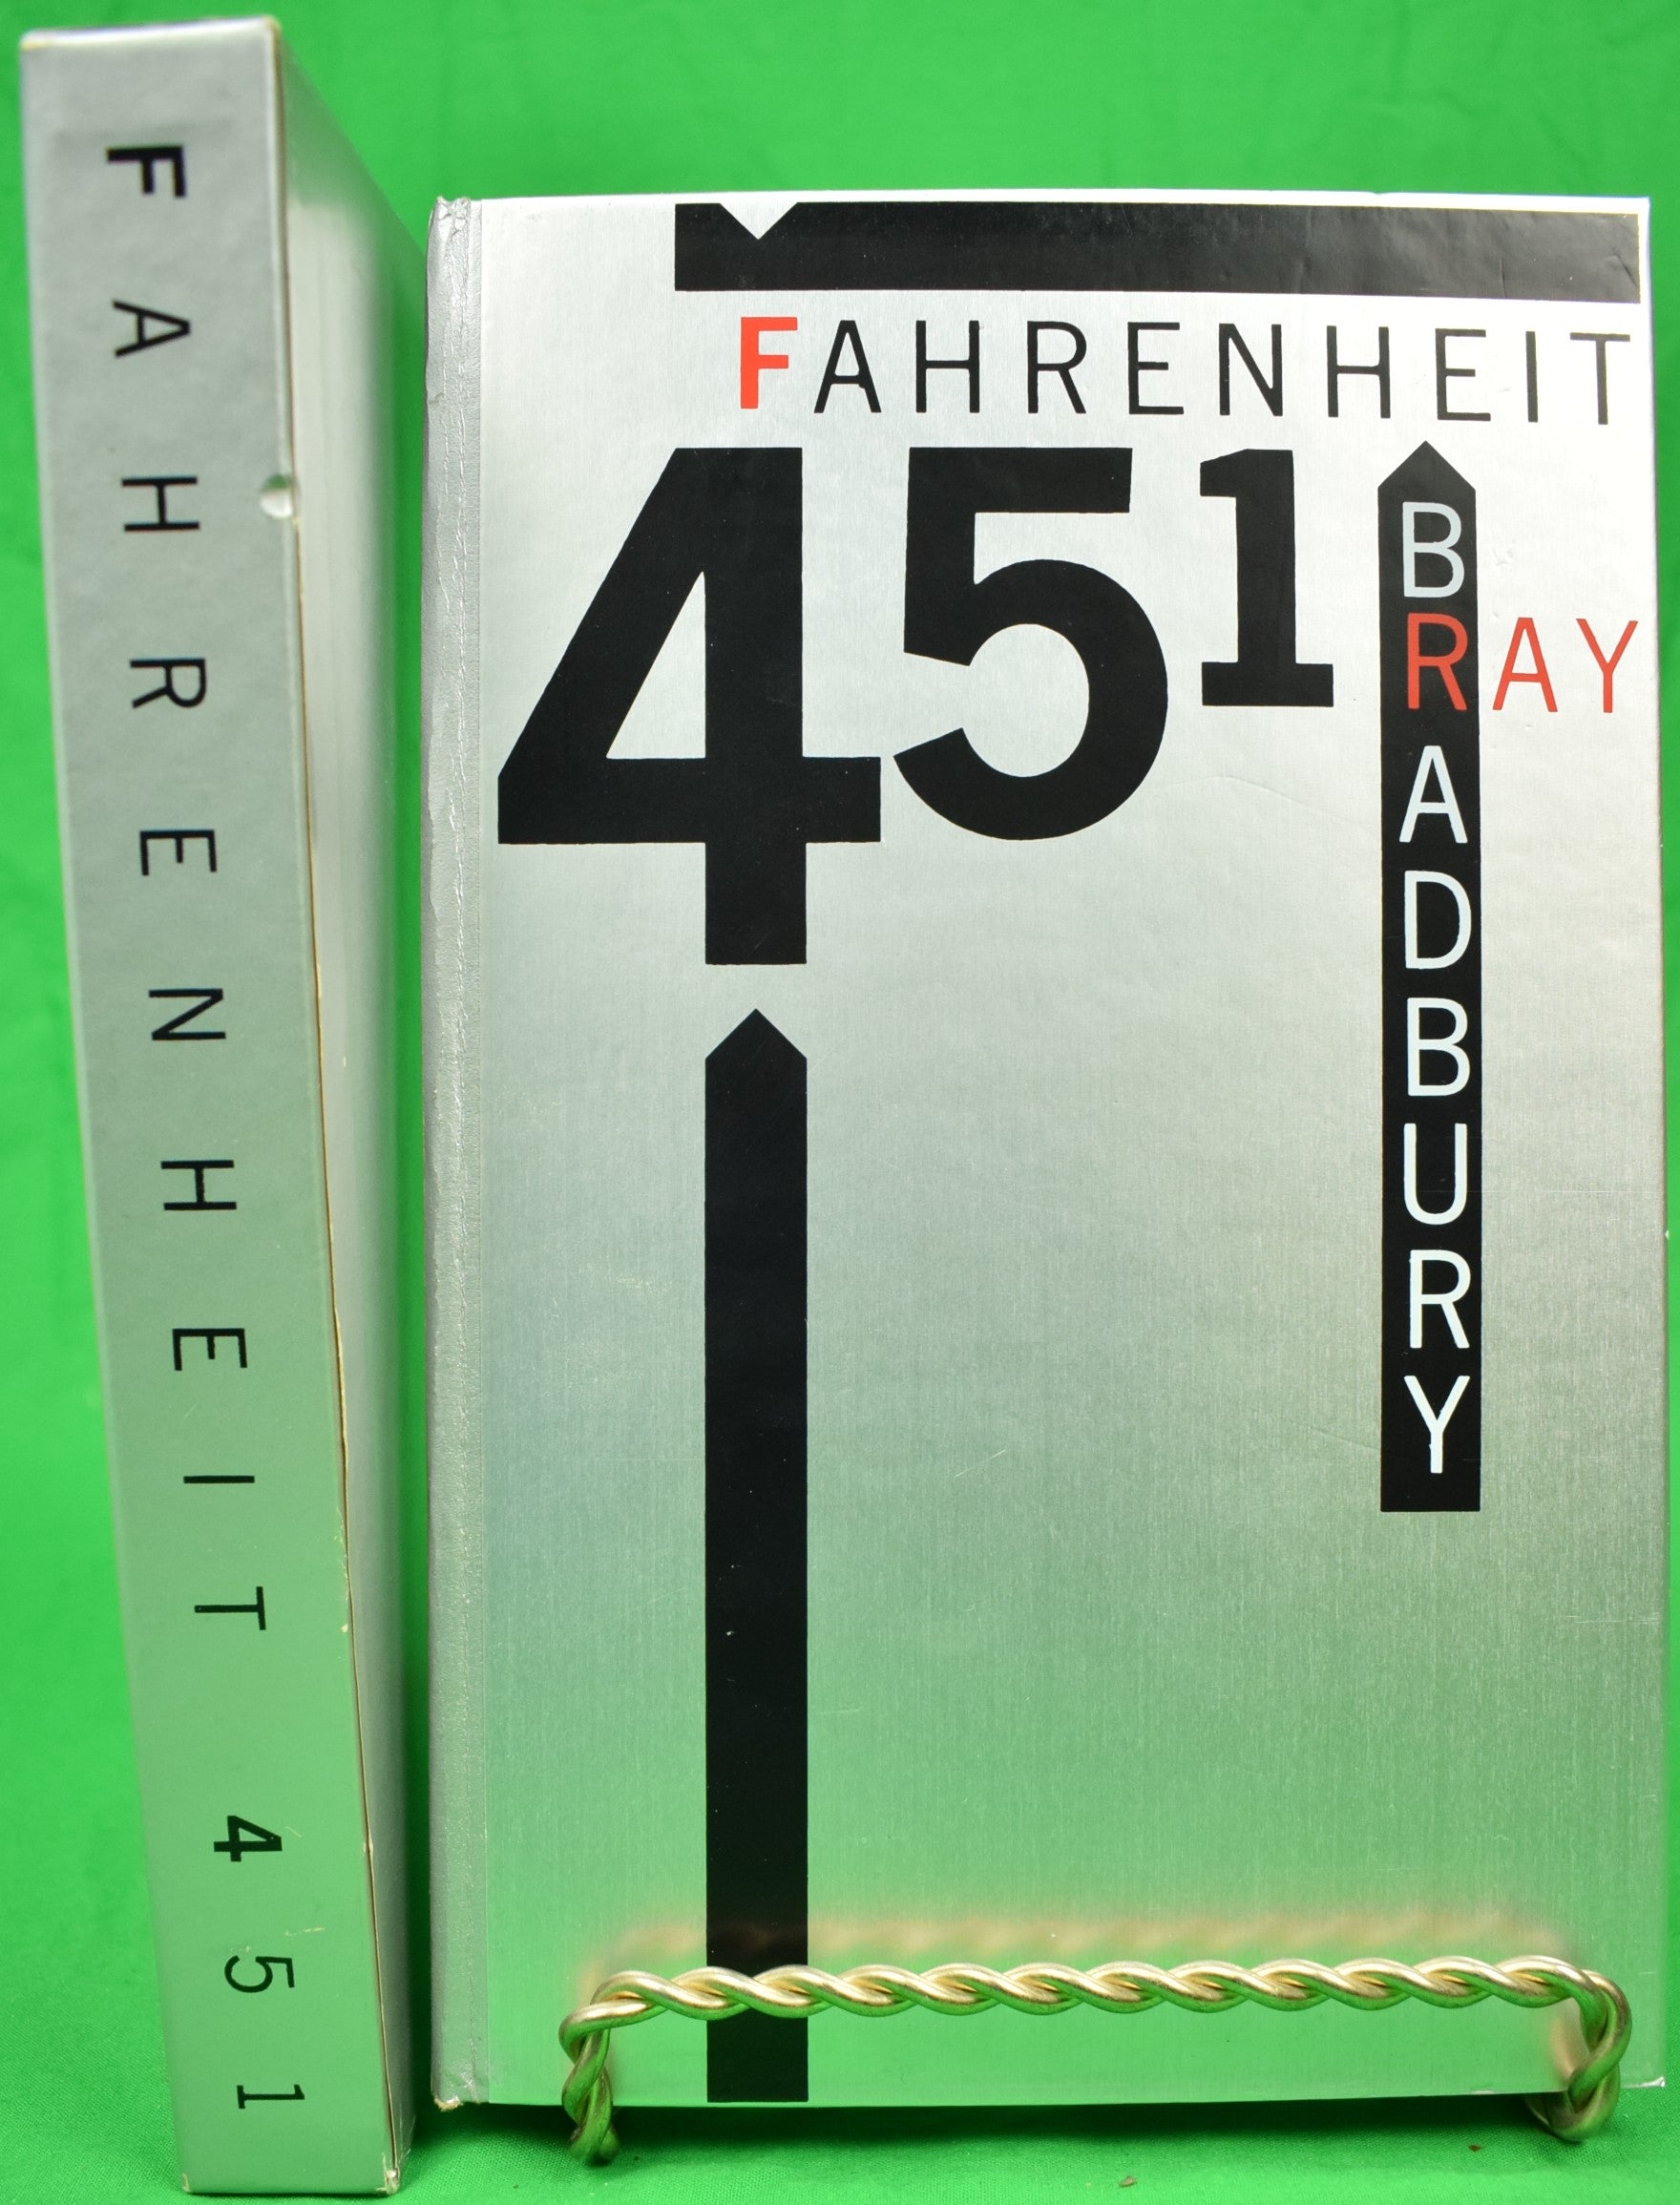 FAHRENHEIT 451
FAHRENHEIT
451
BRADBURY
RAY